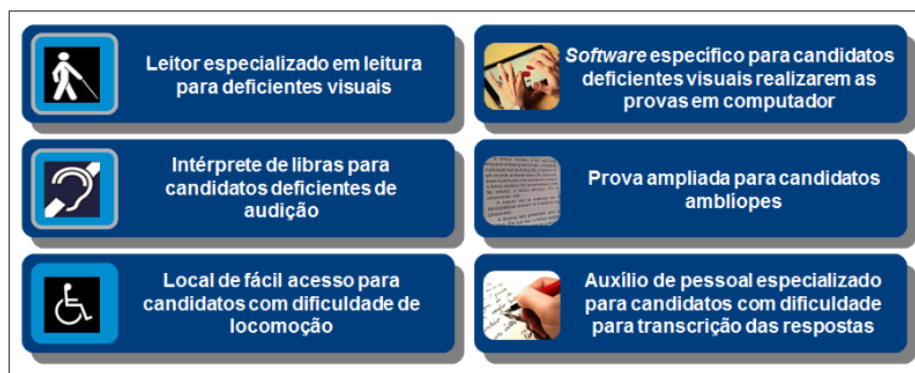 Leitor especializado em leitura
para deficientes visuais
Software específico para candidatos
deficientes visuais realizarem as
provas em computador
Intérprete de libras para
candidatos deficientes de
audição
Prova ampliada para candidatos
amblíopes
Local de fácil acesso para
candidatos com dificuldade de
locomoção
Auxílio de pessoal especializado
para candidatos com dificuldade
para transcrição das respostas